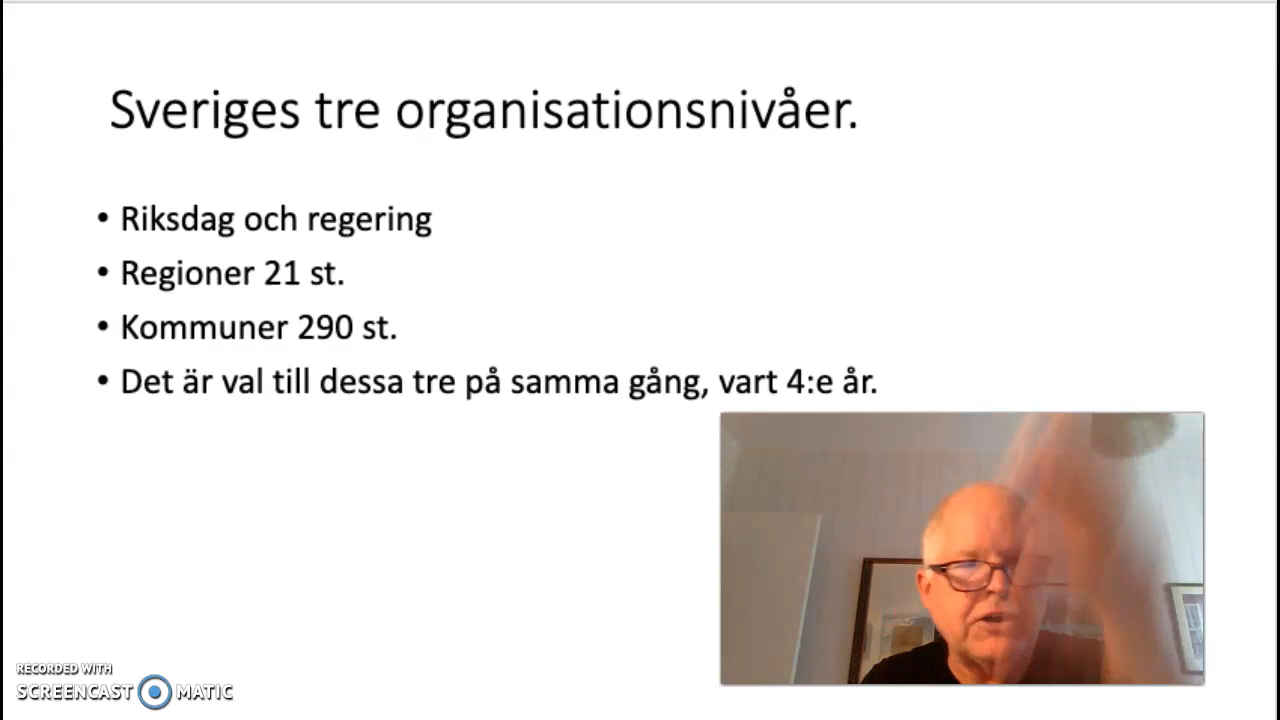 Sveriges tre organisationsnivåer.
• Riksdag och regering
• Regioner 21 st.
• Kommuner 290 st.
• Det är val till dessa tre på samma gång, vart 4:e år.
RECORDED WITH
SCREENCAST MATIC